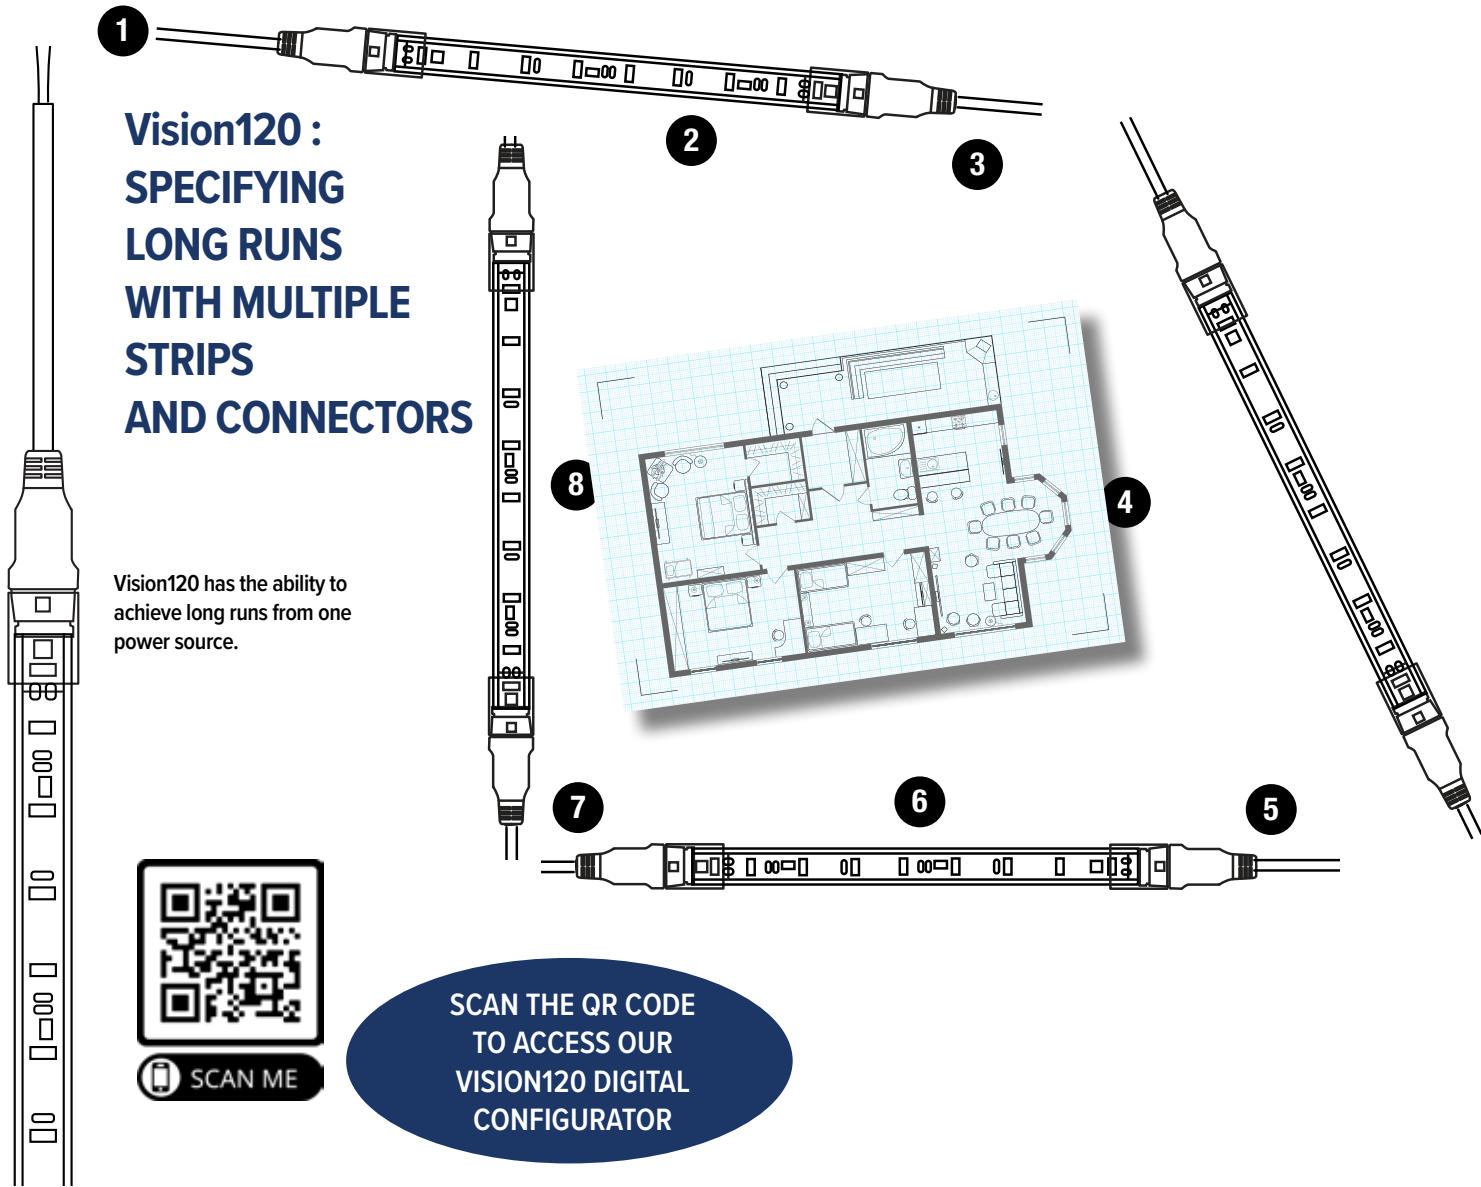 1
2
3
Vision120 :
SPECIFYING
LONG RUNS
WITH MULTIPLE
STRIPS
AND CONNECTORS
8
4
Vision120 has the ability to
achieve long runs from one
power source.
7
6
5
SCAN ME
SCAN THE QR CODE
TO ACCESS OUR
VISION120 DIGITAL
CONFIGURATOR